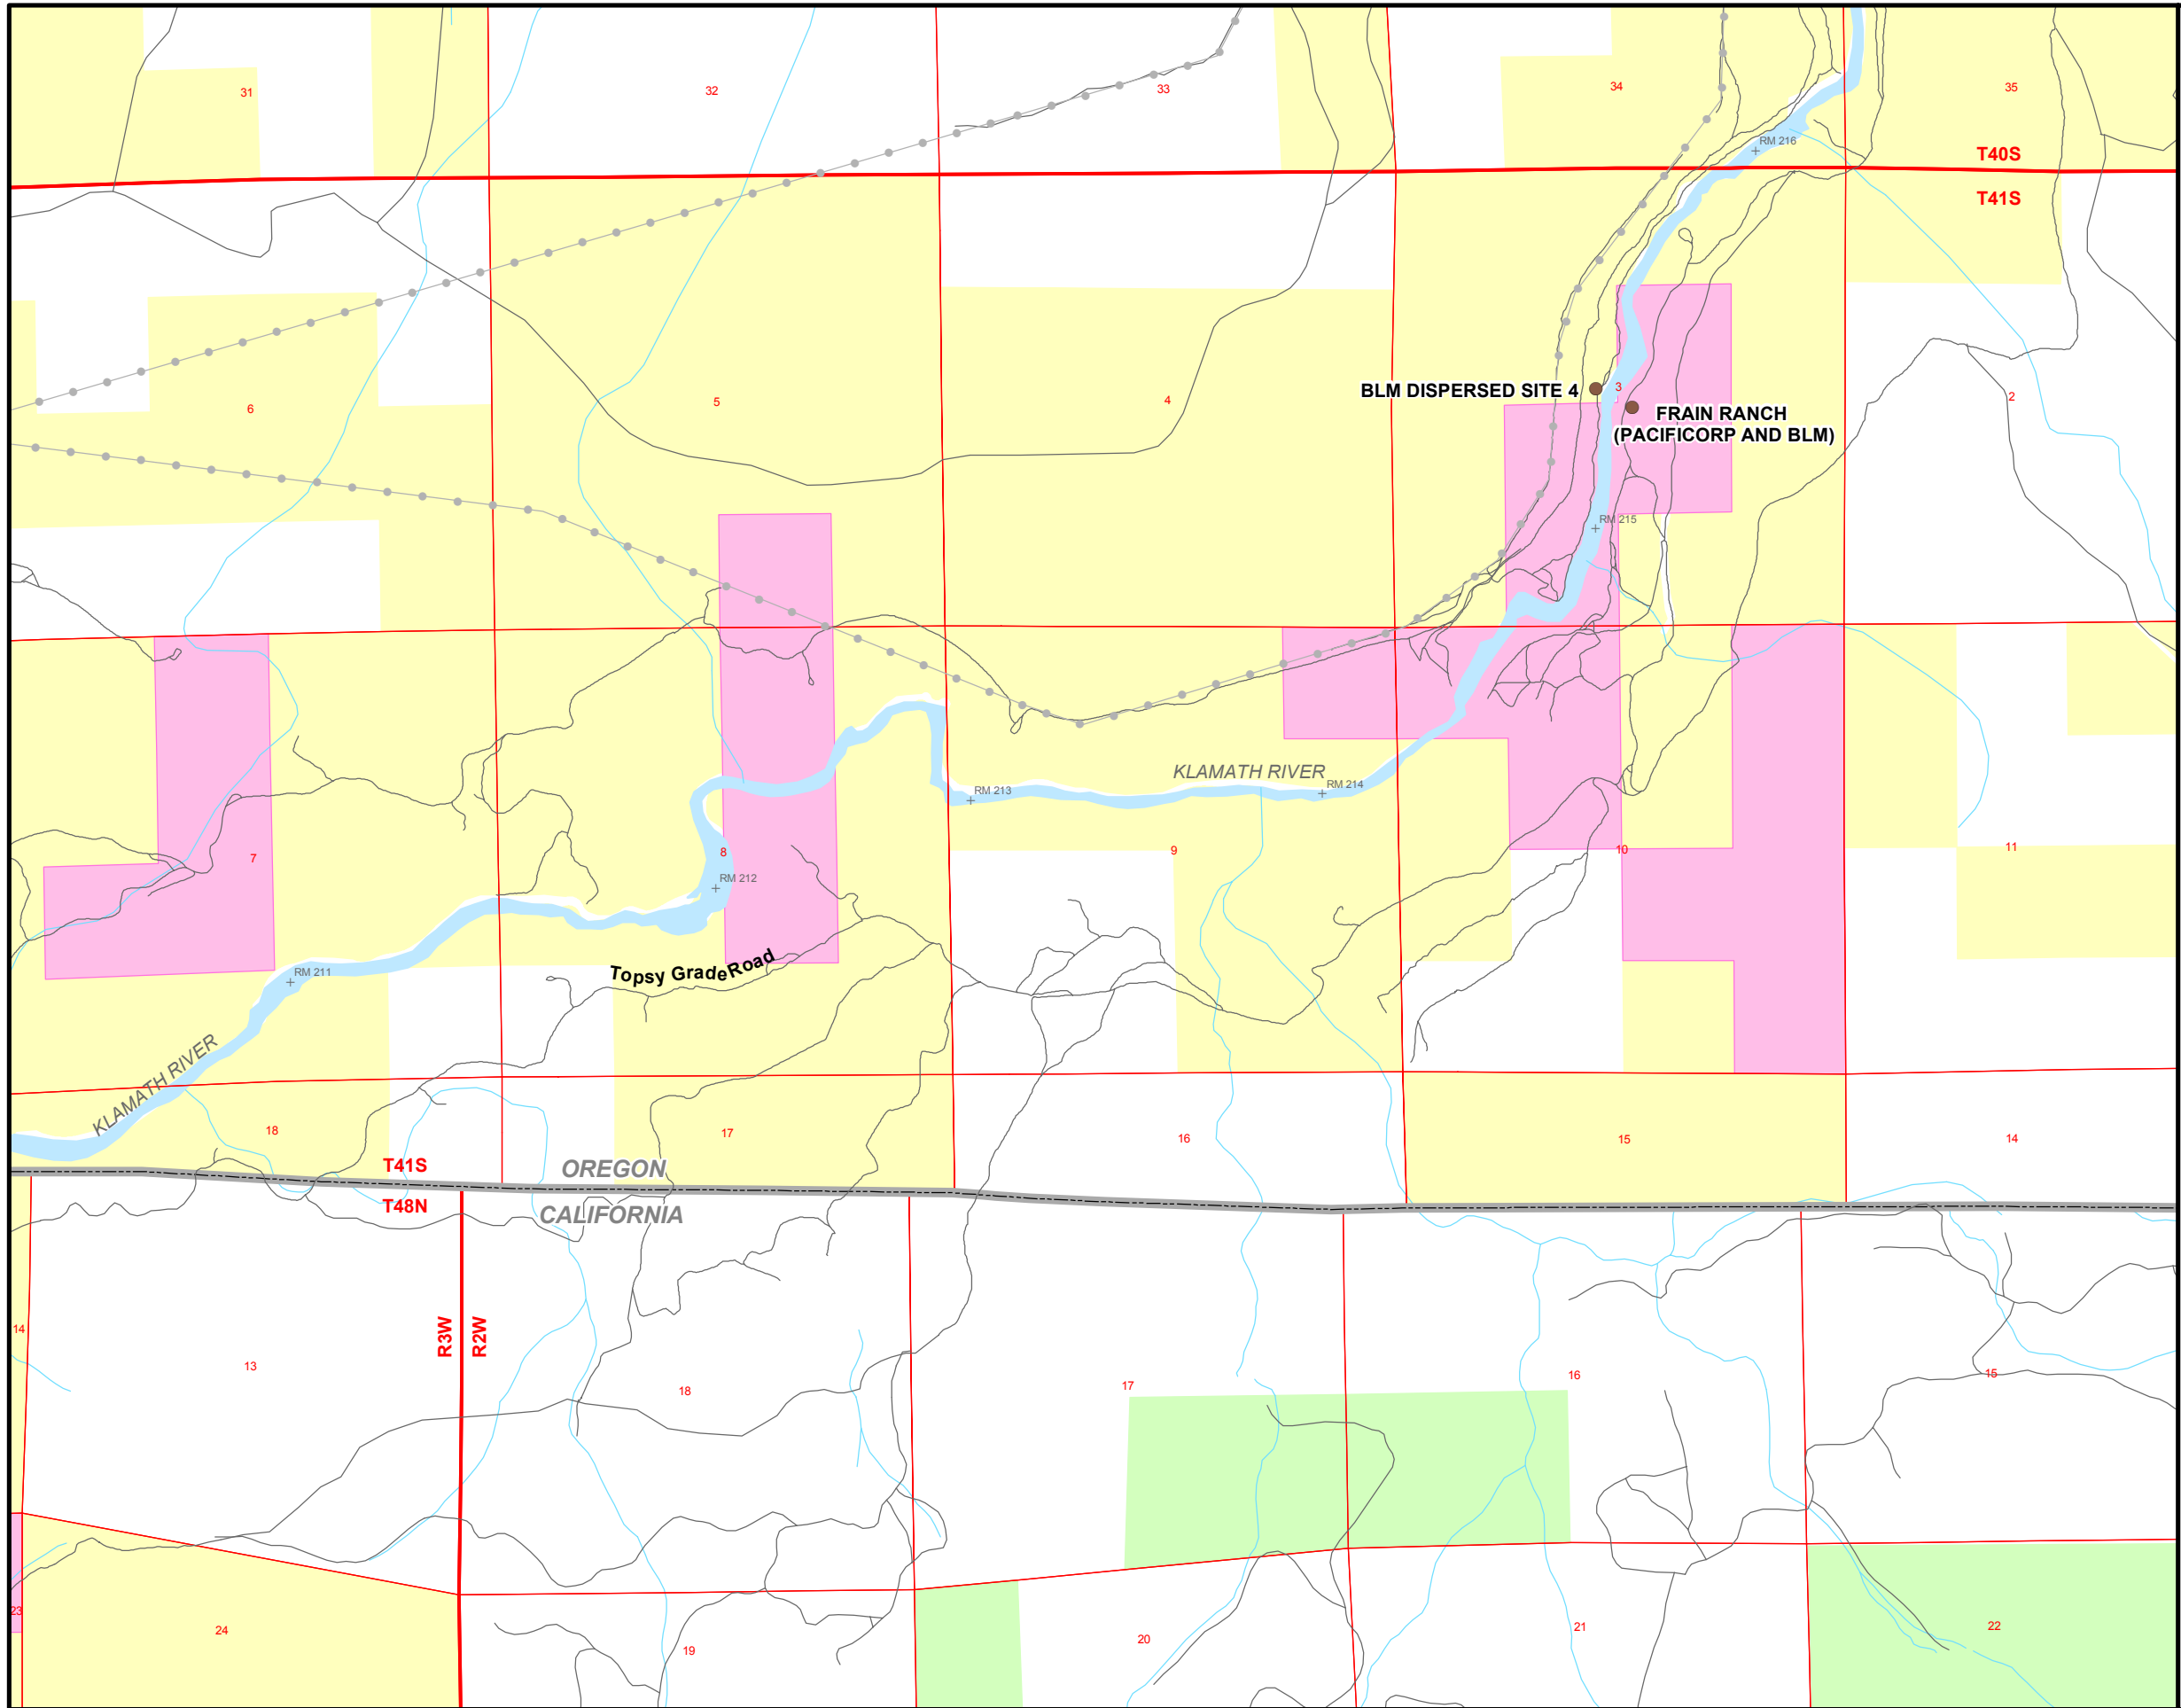 31
32
33
34
35
RM 216
T40S
T41S
6
5
4
BLM DISPERSED SITE 4
3
2
FRAIN RANCH
(PACIFICORP AND BLM)
RM 215
KLAMATH RIVER
RM 213
RM 214
7
8
9
10
11
RM 212
Topsy Grade Road
RM 211
KLAMATH RIVER
18
17
16
15
14
T41S
OREGON
T48N
CALIFORNIA
14
R3W
R2W
13
18
17
16
15
23
24
19
20
21
22